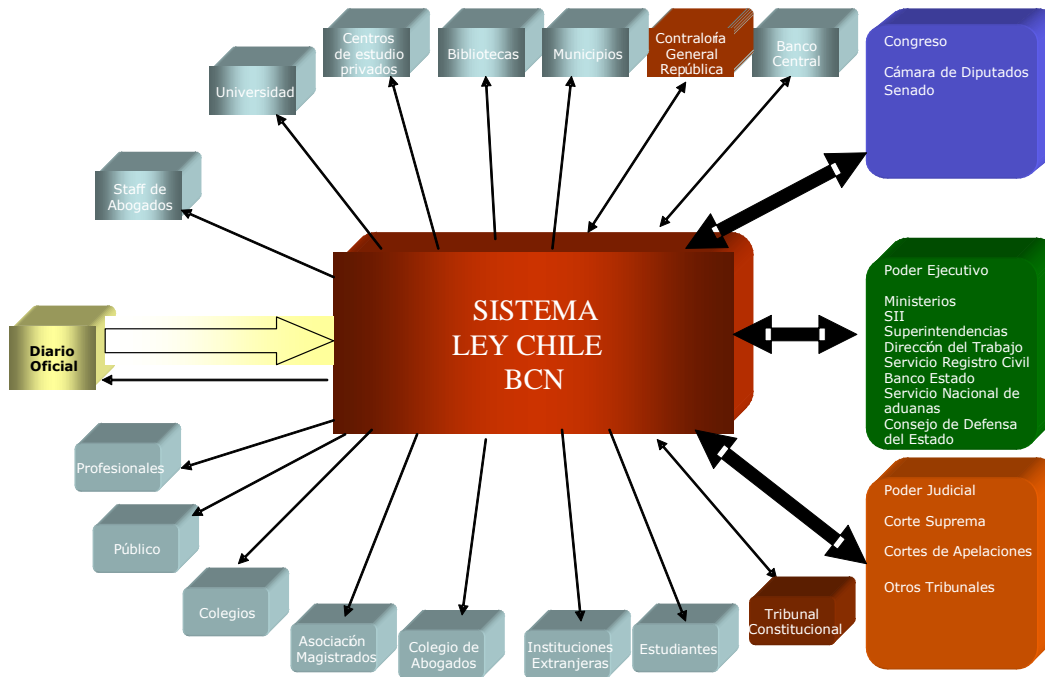 Centros
de estudio
privados
Bibliotecas
Municipios
Contraloría
General
República
Banco
Central
Universidad
Congreso
Cámara de Diputados
Senado
Staff de
Abogados
SISTEMA
LEY CHILE
BCN
Poder Ejecutivo
Ministerios
SII
Superintendencias
Dirección del Trabajo
Servicio Registro Civil
Banco Estado
Servicio Nacional de
aduanas
Consejo de Defensa
del Estado
Diario
Oficial
Profesionales
Público
Colegios
Asociación
Magistrados
Colegio de
Abogados
Instituciones
Extranjeras
Estudiantes
Tribunal
Constitucional
Poder Judicial
Corte Suprema
Cortes de Apelaciones
Otros Tribunales